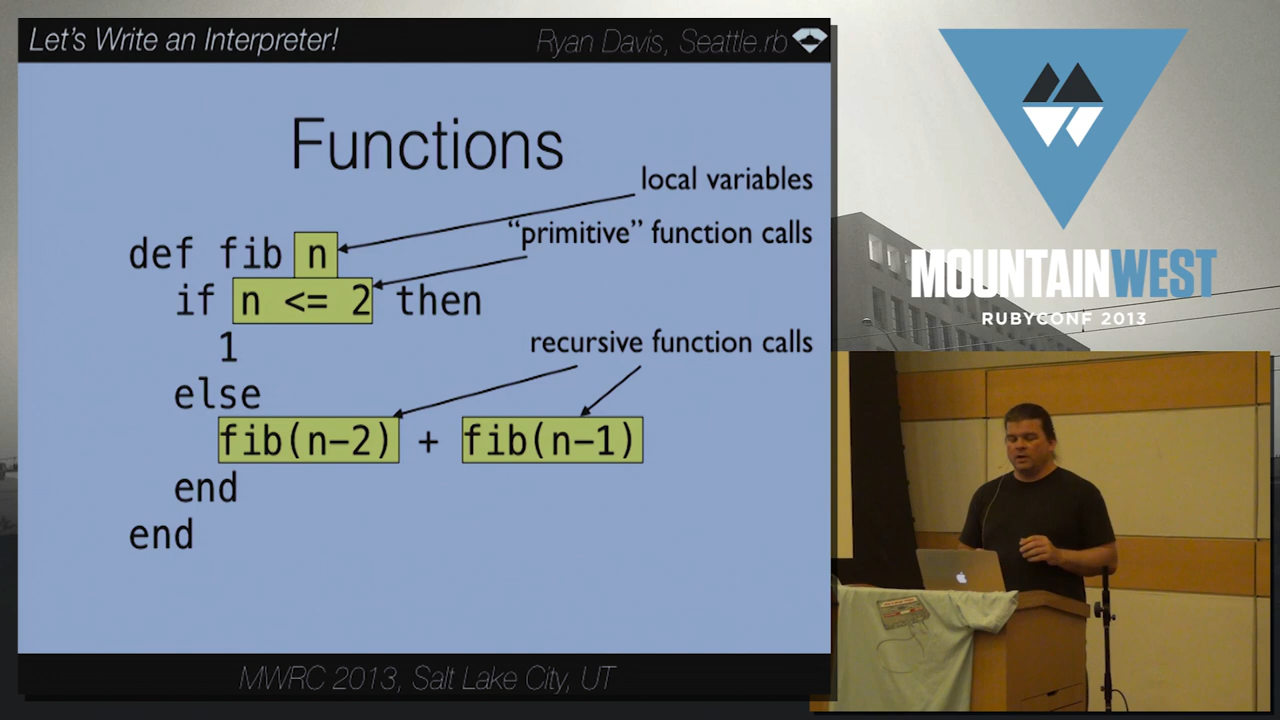 Let's Write an Interpreter!
Ryan Davis, Seattle.rb
Functions
local variables
"primitive" function calls
def fib n
if n <= 2 then
1
recursive function calls
else
fib(n-2) + fib(n-1)
end
end
MWRC 2013, Salt Lake City, UT
MOUNTAINWEST
RUBYCONF 2013